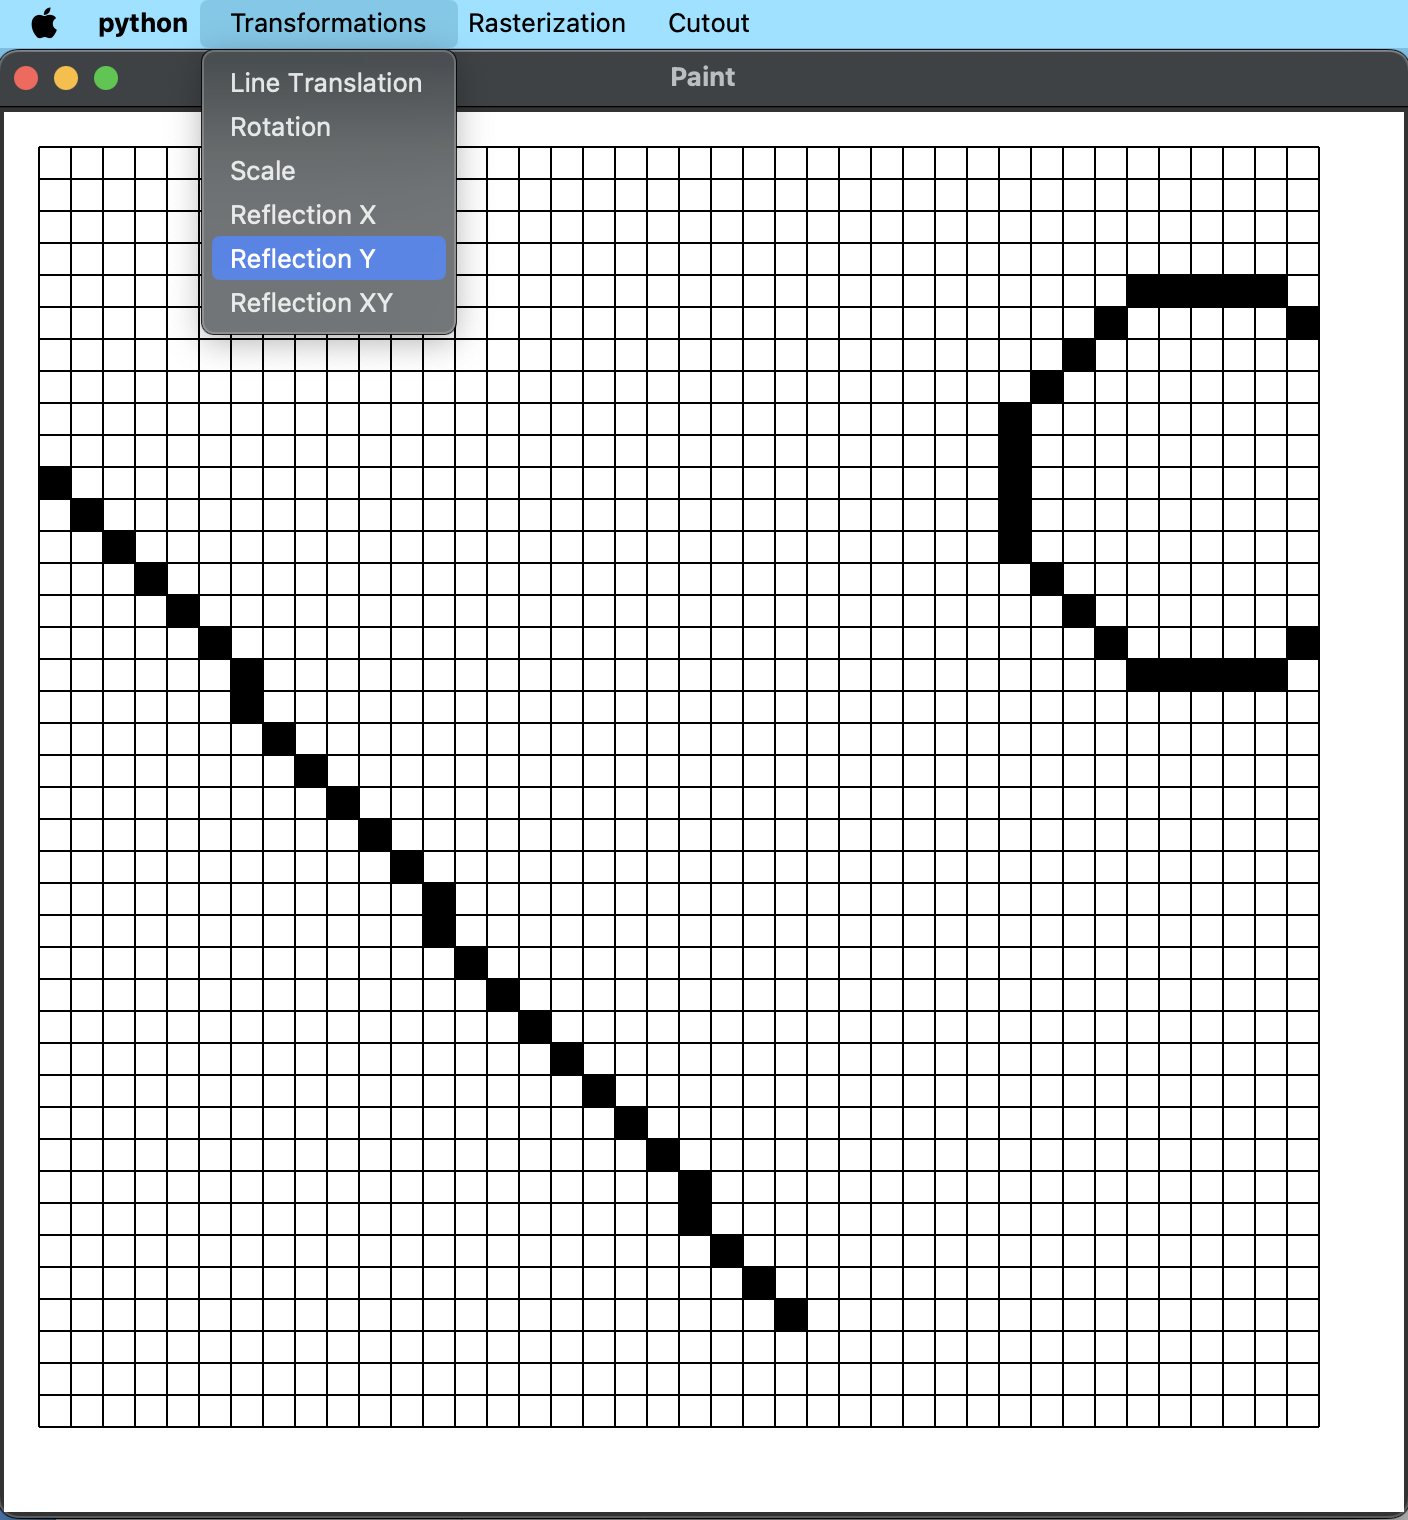 python Transformations Rasterization Cutout
Paint
Line Translation
Rotation
Scale
Reflection X
Reflection Y
Reflection XY